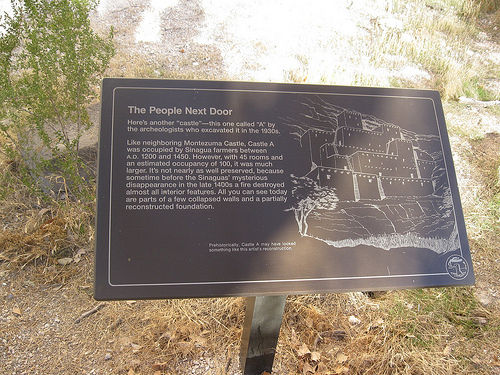 The People Next Door
Here's another "castle"—this one called "A" by
the archeologists who excavated it in the 1930s.
Like neighboring Montezuma Castle, Castle A
was occupied by Sinagua farmers between
A.D. 1200 and 1450. However, with 45 rooms and
an estimated occupancy of 100, it was much
larger. It's not nearly as well preserved, because
sometime before the Sinaguas' mysterious
disappearance in the late 1400s a fire destroyed
almost all interior features. All you can see today
are parts of a few collapsed walls and a partially
reconstructed foundation.
Prehistorically, Castle A may have looked
something like this artist's reconstruction.